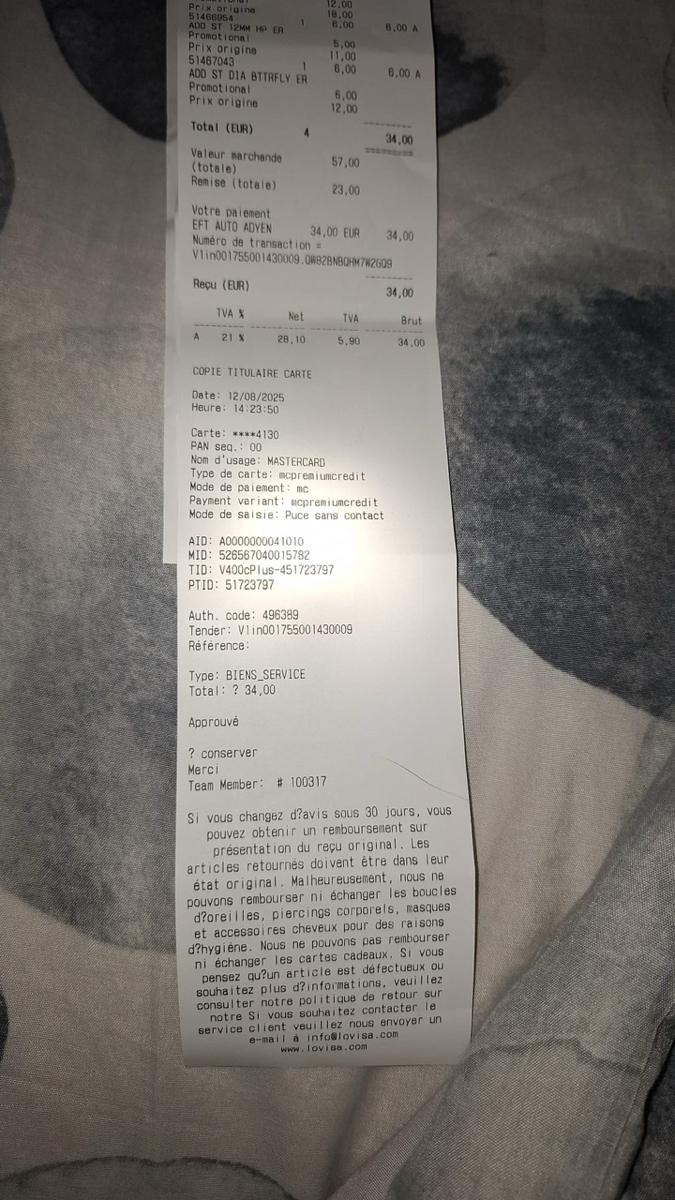 12,00
Prix origine 18,00
51466954 1 6,00 6,00 A
ADD ST 12MM HP ER
Promotional 5,00
Prix origine 11,00
51467043 1 6,00 6,00 A
ADD ST DIA BTTRFLY ER
Promotional 6,00
Prix origine 12,00
Total (EUR) 4 34,00
Valeur marchande 57,00
(totale)
Remise (totale) 23,00
Votre paiement
EFT AUTO ADYEN 34,00 EUR 34,00
Numéro de transaction =
V1in001755001430009.QW82BNBQHM7W2GQ9
Reçu (EUR) 34,00
TVA % Net TVA Brut
A 21 % 28,10 5,90 34,00
COPIE TITULAIRE CARTE
Date: 12/08/2025
Heure: 14:23:50
Carte: ****4130
PAN seq.: 00
Nom d'usage: MASTERCARD
Type de carte: mcpremiumcredit
Mode de paiement: mc
Payment variant: mcpremiumcredit
Mode de saisie: Puce sans contact
AID: A0000000041010
MID: 526567040015782
TID: V400cPlus-451723797
PTID: 51723797
Auth. code: 496389
Tender: V1in001755001430009
Référence:
Type: BIENS_SERVICE
Total: ? 34,00
Approuvé
? conserver
Merci
Team Member: # 100317
Si vous changez d?avis sous 30 jours, vous
pouvez obtenir un remboursement sur
présentation du reçu original. Les
articles retournés doivent être dans leur
état original. Malheureusement, nous ne
pouvons rembourser ni échanger les boucles
d?oreilles, piercings corporels, masques
et accessoires cheveux pour des raisons
d?hygiène. Nous ne pouvons pas rembourser
ni échanger les cartes cadeaux. Si vous
pensez qu?un article est défectueux ou
souhaitez plus d?informations, veuillez
consulter notre politique de retour sur
notre Si vous souhaitez contacter le
service client veuillez nous envoyer un
e-mail à info@lovisa.com
www.lovisa.com